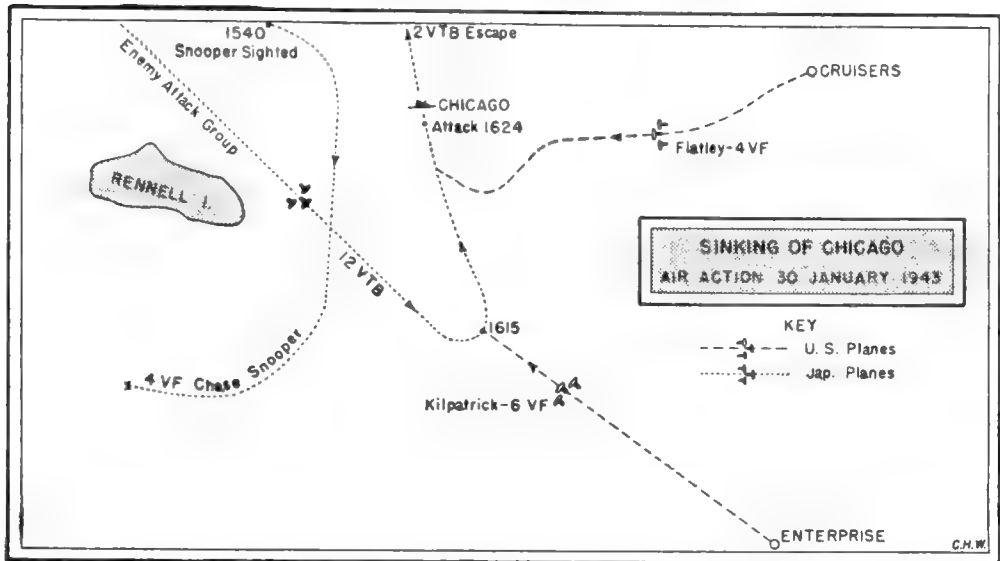 1540
Snooper Sighted
2 VTB Escape
Enemy Attack Group
CRUISERS
CHICAGO
Attack 1624
Flatley-4VF
RENNELL I.
12 VTB
SINKING OF CHICAGO
AIR ACTION 30 JANUARY 1943
1615
KEY
U. S. Planes
Jap. Planes
4 VF Chase Snooper
Kilpatrick-6 VF
ENTERPRISE
C.H.W.